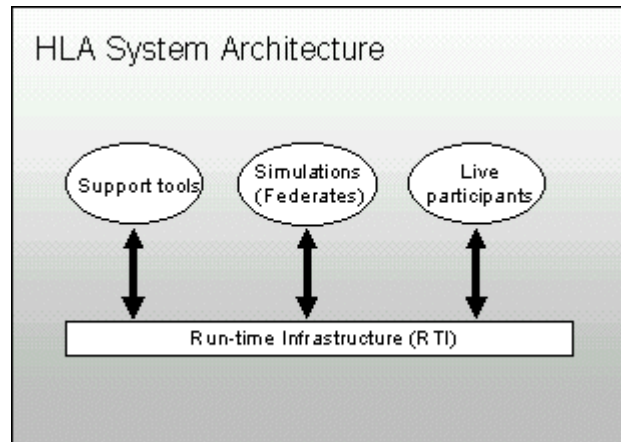 HLA System Architecture
Support tools
Simulations
(Federates)
Live
participants
Run-time Infrastructure (RTI)